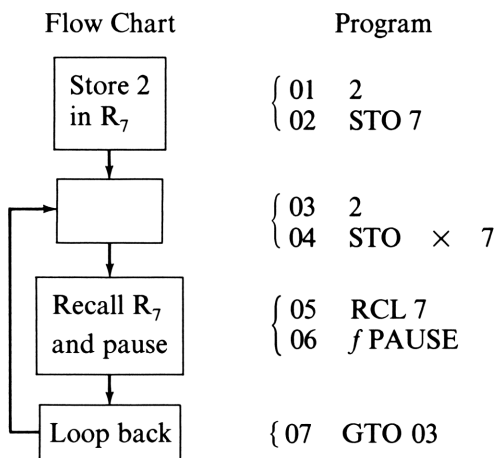 Flow Chart Program
Store 2
in R₇
{ 01 2
02 STO 7
{ 03 2
04 STO × 7
Recall R₇
and pause
{ 05 RCL 7
06 f PAUSE
Loop back
{ 07 GTO 03